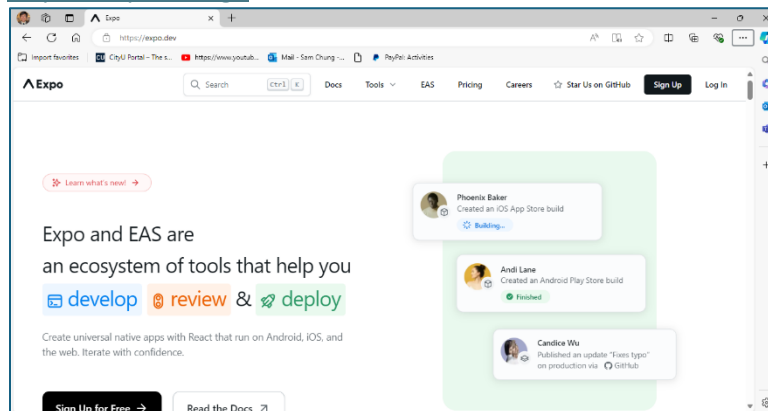 Expo
https://expo.dev
Import favorites
CU
CityU Portal – The s...
https://www.youtub...
Mail - Sam Chung -...
PayPal: Activities
Expo
Search
Ctrl K
Docs
Tools
EAS
Pricing
Careers
Star Us on GitHub
Sign Up
Log In
Learn what's new! →
Expo and EAS are
an ecosystem of tools that help you
develop review & deploy
Create universal native apps with React that run on Android, iOS, and
the web. Iterate with confidence.
Sign Up for Free →
Read the Docs
Phoenix Baker
Created an iOS App Store build
Building...
Andi Lane
Created an Android Play Store build
Finished
Candice Wu
Published an update "Fixes typo"
on production via GitHub